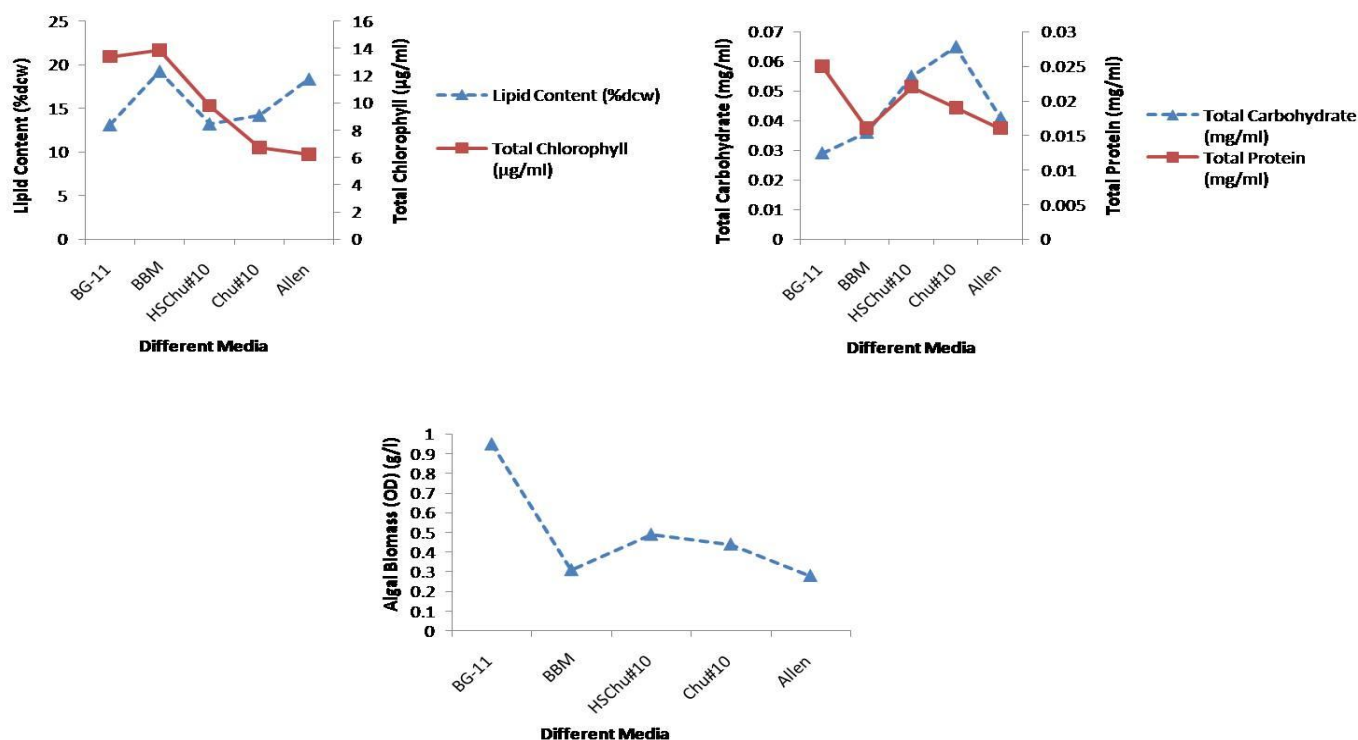 Lipid Content (%dcw)
25
20
15
10
5
0
16
14
12
10
8
6
4
2
0
Total Chlorophyll (µg/ml)
BG-11
BBM
HSChu#10
Chu#10
Allen
Different Media
Lipid Content (%dcw)
Total Chlorophyll
(µg/ml)
Total Carbohydrate (mg/ml)
0.07
0.06
0.05
0.04
0.03
0.02
0.01
0
0.03
0.025
0.02
0.015
0.01
0.005
0
Total Protein (mg/ml)
BG-11
BBM
HSChu#10
Chu#10
Allen
Different Media
Total Carbohydrate
(mg/ml)
Total Protein
(mg/ml)
Algal Biomass (OD) (g/l)
1
0.9
0.8
0.7
0.6
0.5
0.4
0.3
0.2
0.1
0
BG-11
BBM
HSChu#10
Chu#10
Allen
Different Media